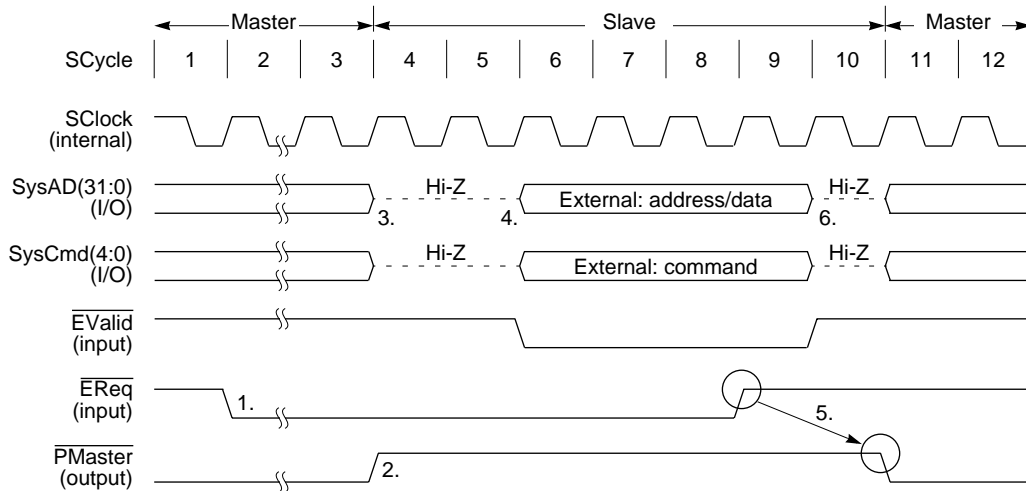 Master Slave Master
SCycle 1 2 3 4 5 6 7 8 9 10 11 12
SClock
(internal)
SysAD(31:0)
(I/O)
Hi-Z External: address/data Hi-Z
3. 4. 6.
SysCmd(4:0)
(I/O)
Hi-Z External: command Hi-Z
EValid
(input)
EReq
(input)
1. 5.
PMaster
(output)
2.